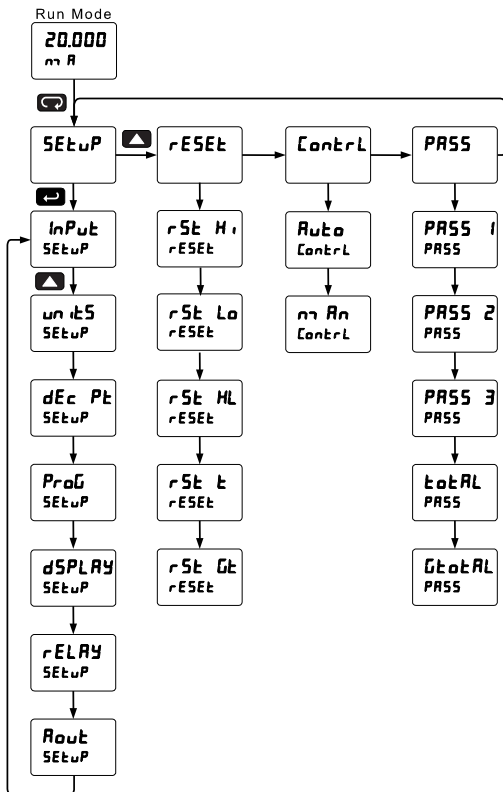 Run Mode
20.000
mA
SEtuP
rESEt
ContrL
PASS
InPut
SEtuP
rSt Hi
rESEt
Auto
ContrL
PASS 1
PASS
unitS
SEtuP
rSt Lo
rESEt
mAn
ContrL
PASS 2
PASS
dEc Pt
SEtuP
rSt HL
rESEt
PASS 3
PASS
ProG
SEtuP
rSt t
rESEt
totAL
PASS
dSPLAY
SEtuP
rSt Gt
rESEt
GtotAL
PASS
rELAY
SEtuP
Aout
SEtuP